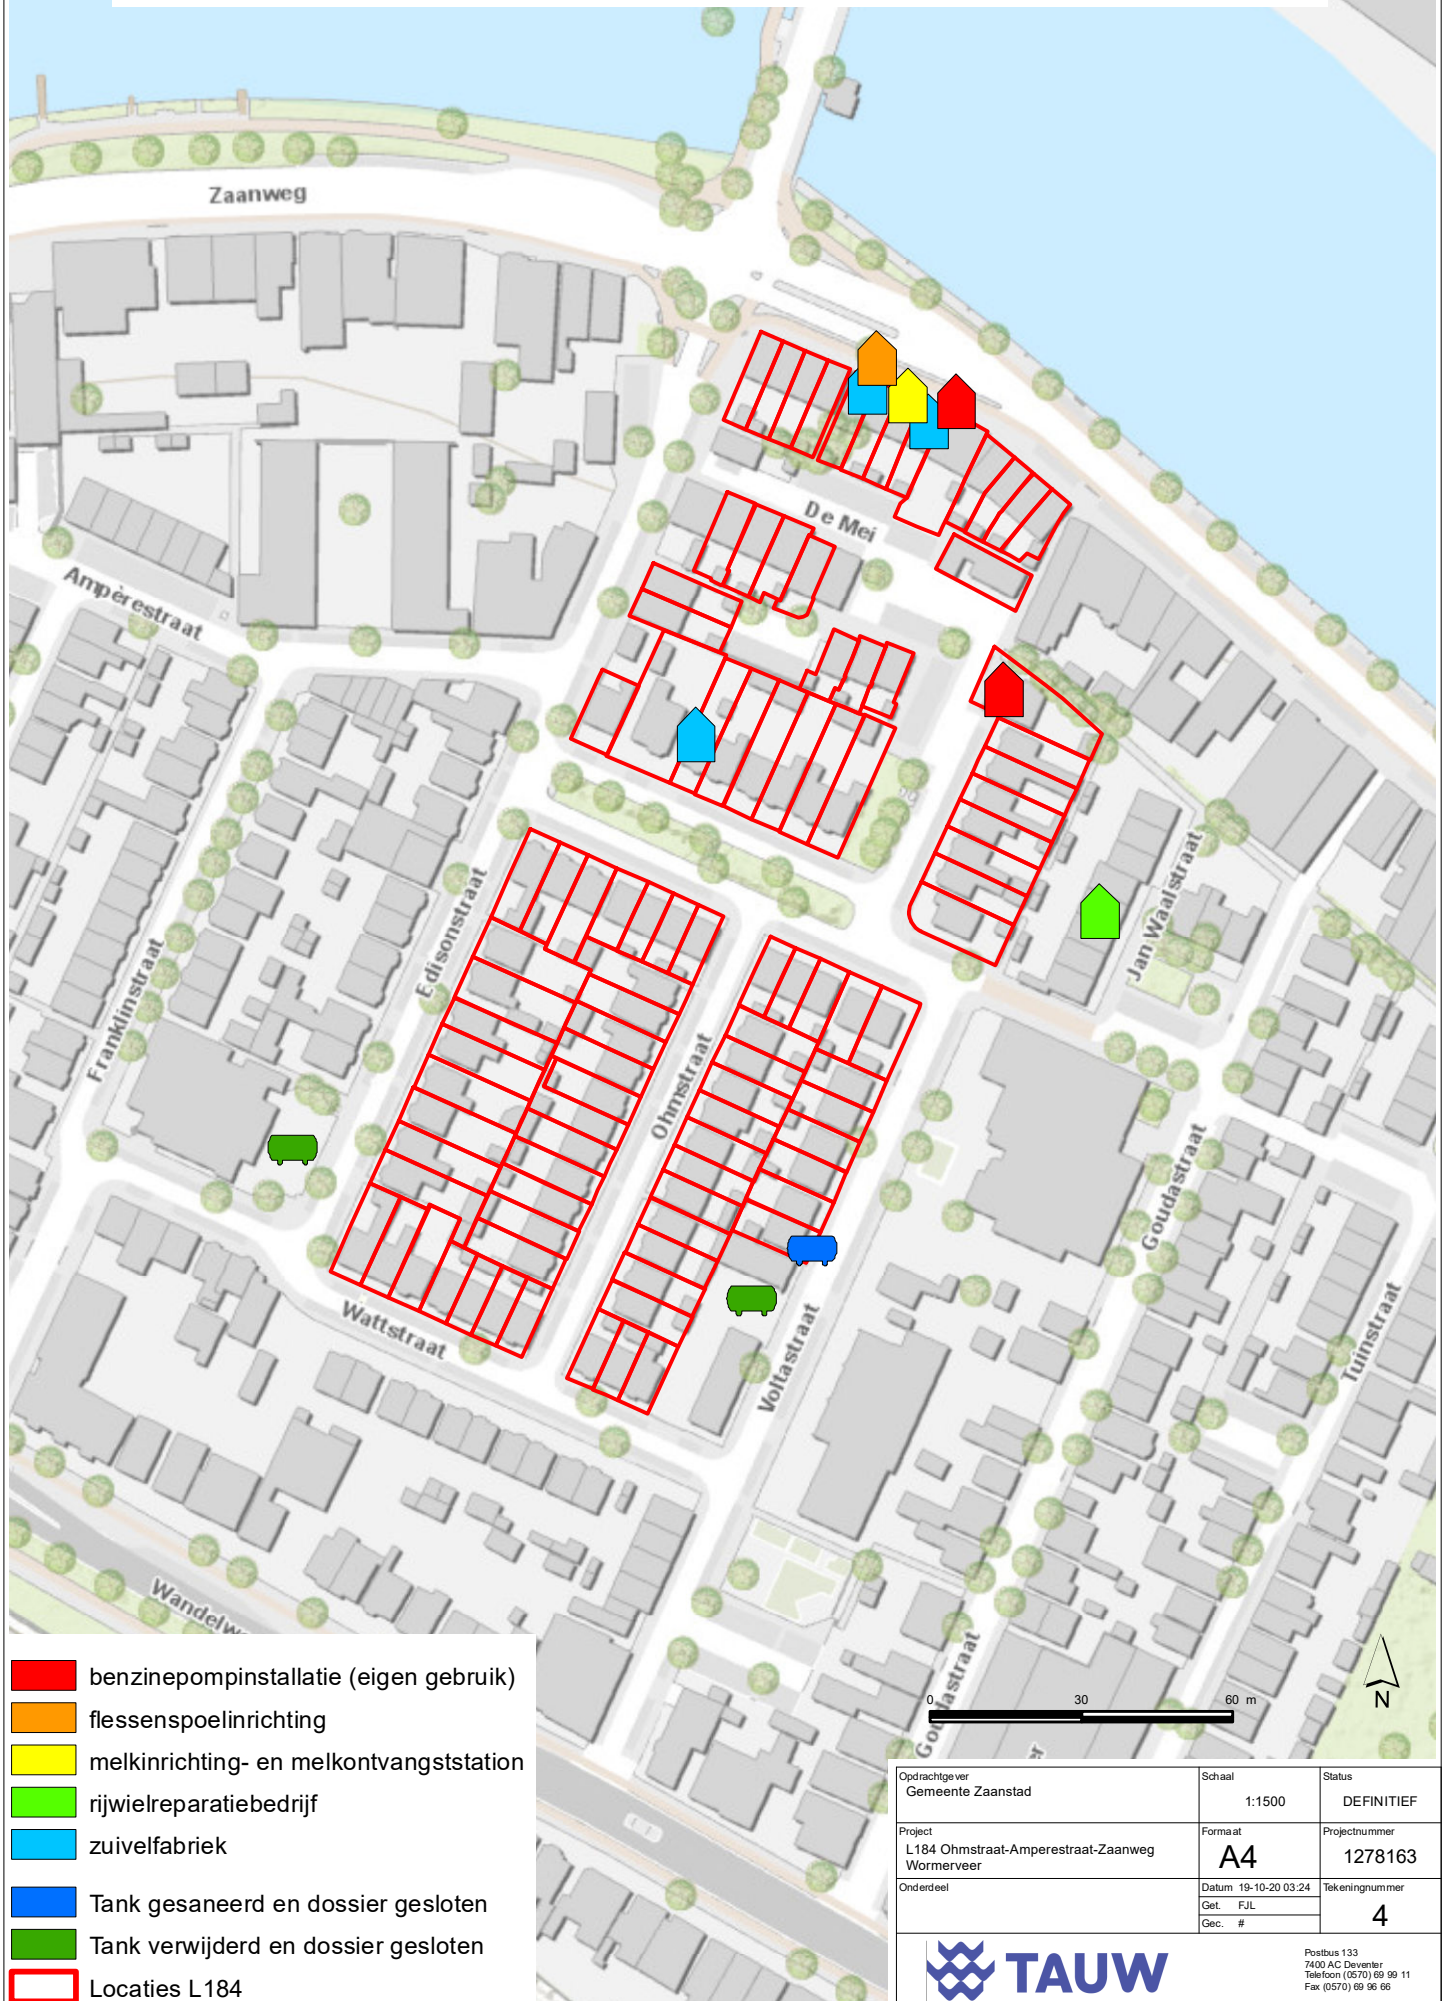 Zaanweg
De Mei
Ampèrestraat
Jan Waalstraat
Edisonstraat
Franklinstraat
Ohmstraat
Goudastraat
Tuinstraat
Wattstraat
Voltastraat
Goudastraat
benzinepompinstallatie (eigen gebruik)
flessenspoelinrichting
melkinrichting- en melkontvangststation
rijwielreparatiebedrijf
zuivelfabriek
Tank gesaneerd en dossier gesloten
Tank verwijderd en dossier gesloten
Locaties L184
0 30 60 m
N
Opdrachtgever
Gemeente Zaanstad
Schaal
1:1500
Status
DEFINITIEF
Project
L184 Ohmstraat-Amperestraat-Zaanweg
Wormerveer
Formaat
A4
Projectnummer
1278163
Onderdeel
Datum 19-10-20 03:24
Get. FJL
Gec. #
Tekeningnummer
4
TAUW
Postbus 133
7400 AC Deventer
Telefoon (0570) 69 99 11
Fax (0570) 69 96 66